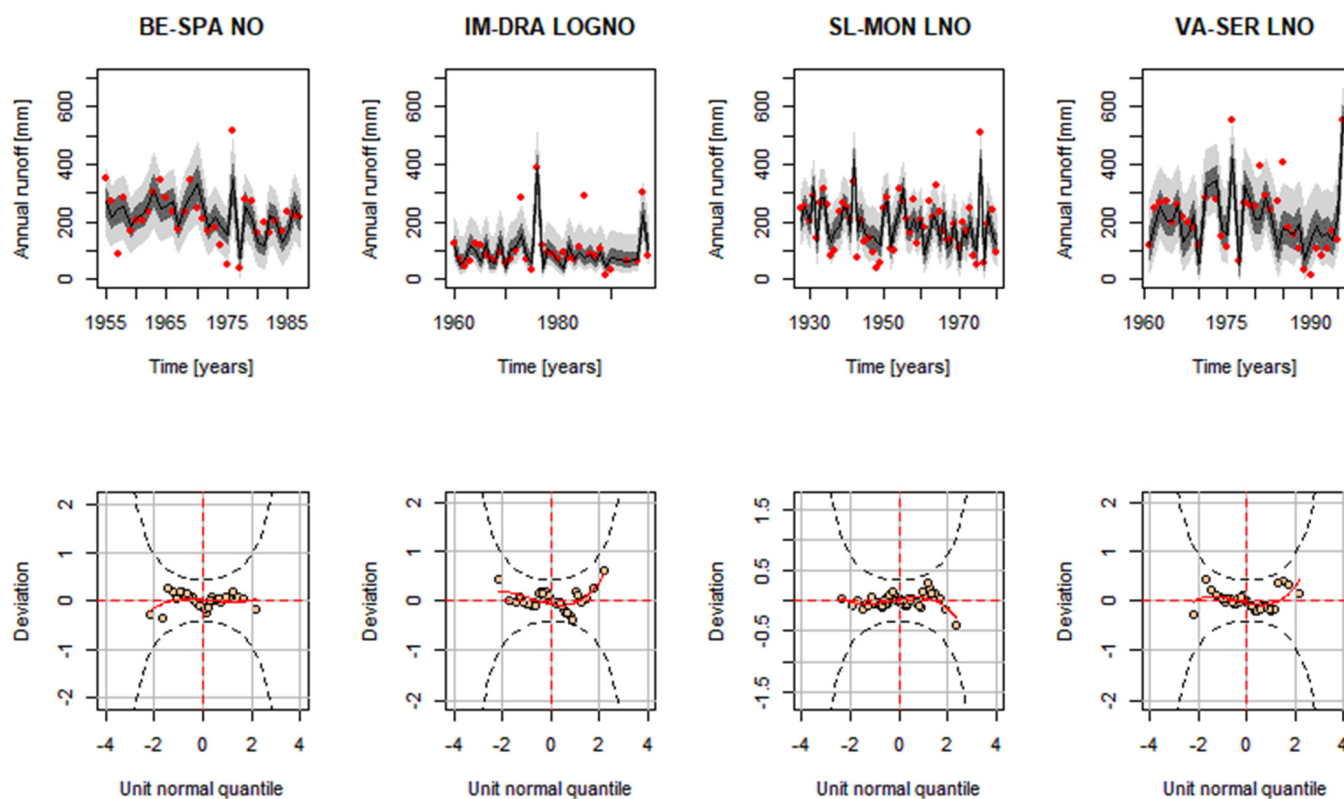 BE-SPA NO
IM-DRA LOGNO
SL-MON LNO
VA-SER LNO
Annual runoff [mm]
0 200 400 600
1955 1965 1975 1985
Time [years]
Annual runoff [mm]
0 200 400 600
1960 1980
Time [years]
Annual runoff [mm]
0 200 400 600
1930 1950 1970
Time [years]
Annual runoff [mm]
0 200 400 600
1960 1975 1990
Time [years]
Deviation
-2 -1 0 1 2
-4 -2 0 2 4
Unit normal quantile
Deviation
-2 -1 0 1 2
-4 -2 0 2 4
Unit normal quantile
Deviation
-1.5 -0.5 0.5 1.5
-4 -2 0 2 4
Unit normal quantile
Deviation
-2 -1 0 1 2
-4 -2 0 2 4
Unit normal quantile